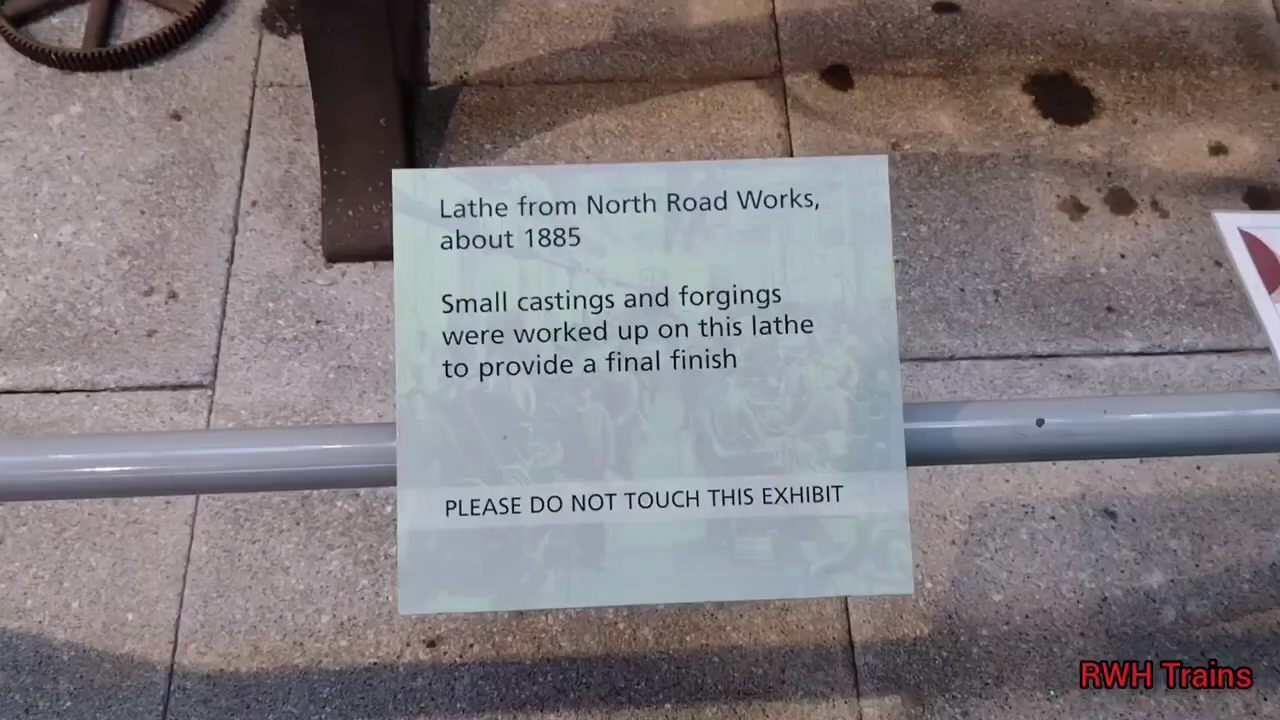 Lathe from North Road Works,
about 1885
Small castings and forgings
were worked up on this lathe
to provide a final finish
PLEASE DO NOT TOUCH THIS EXHIBIT
RWH Trains